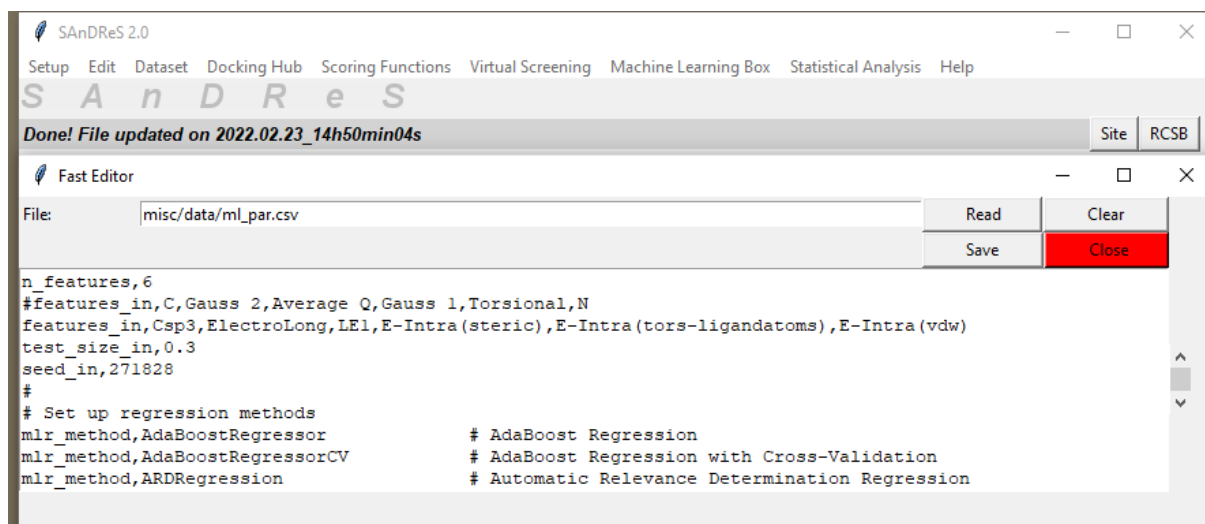 SAnDReS 2.0
Setup Edit Dataset Docking Hub Scoring Functions Virtual Screening Machine Learning Box Statistical Analysis Help
S A n D R e S
Done! File updated on 2022.02.23_14h50min04s Site RCSB
Fast Editor
File: misc/data/ml_par.csv Read Clear
Save Close
n_features,6
#features_in,C,Gauss 2,Average Q,Gauss 1,Torsional,N
features_in,Csp3,ElectroLong,LE1,E-Intra(steric),E-Intra(tors-ligandatoms),E-Intra(vdw)
test_size_in,0.3
seed_in,271828
#
# Set up regression methods
mlr_method,AdaBoostRegressor # AdaBoost Regression
mlr_method,AdaBoostRegressorCV # AdaBoost Regression with Cross-Validation
mlr_method,ARDRegression # Automatic Relevance Determination Regression